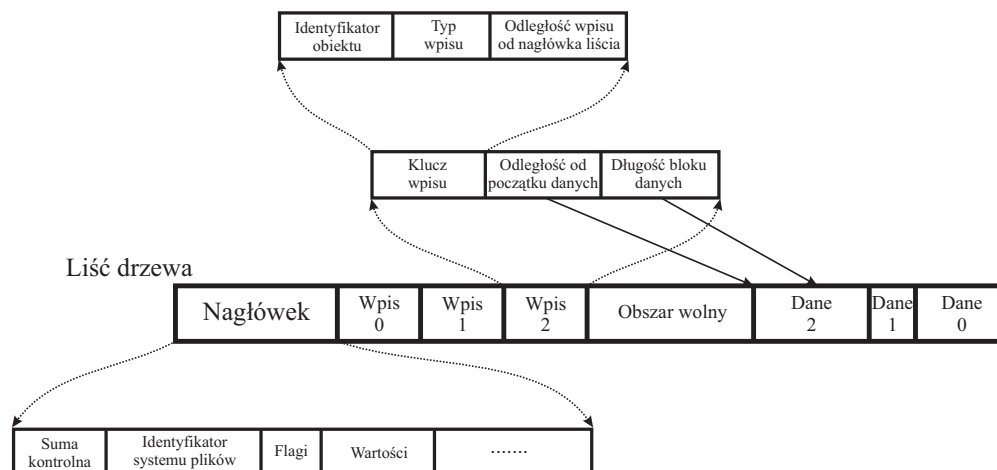 Identyfikator
obiektu
Typ
wpisu
Odległość wpisu
od nagłówka liścia
Klucz
wpisu
Odległość od
początku danych
Długość bloku
danych
Liść drzewa
Nagłówek
Wpis
0
Wpis
1
Wpis
2
Obszar wolny
Dane
2
Dane
1
Dane
0
Suma
kontrolna
Identyfikator
systemu plików
Flagi
Wartości
.......